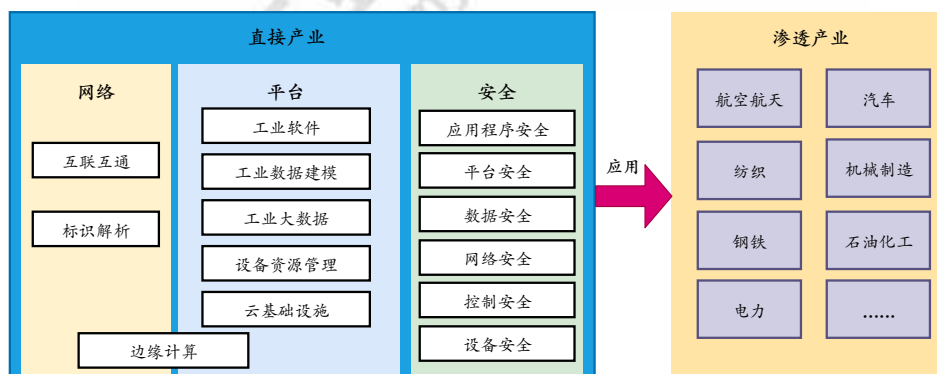 直接产业
网络
互联互通
标识解析
边缘计算
平台
工业软件
工业数据建模
工业大数据
设备资源管理
云基础设施
安全
应用程序安全
平台安全
数据安全
网络安全
控制安全
设备安全
应用
渗透产业
航空航天
汽车
纺织
机械制造
钢铁
石油化工
电力
……